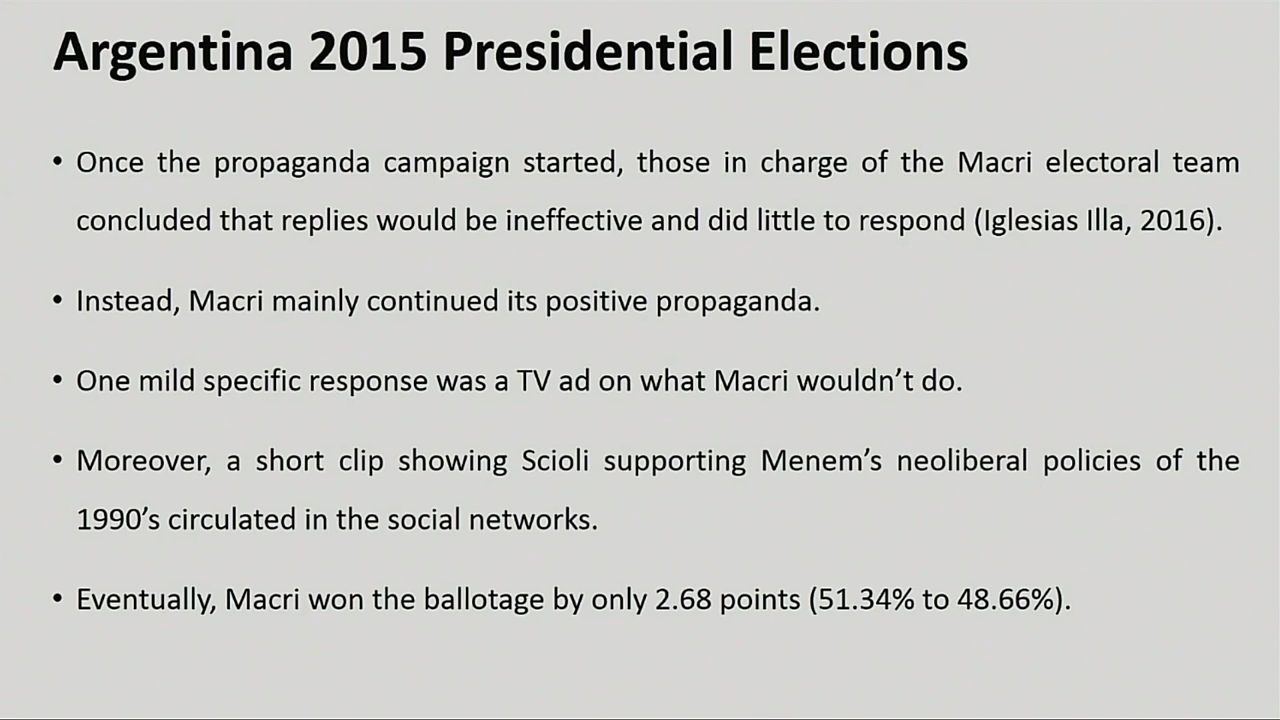 Argentina 2015 Presidential Elections
• Once the propaganda campaign started, those in charge of the Macri electoral team
concluded that replies would be ineffective and did little to respond (Iglesias Illa, 2016).
• Instead, Macri mainly continued its positive propaganda.
• One mild specific response was a TV ad on what Macri wouldn’t do.
• Moreover, a short clip showing Scioli supporting Menem’s neoliberal policies of the
1990’s circulated in the social networks.
• Eventually, Macri won the ballotage by only 2.68 points (51.34% to 48.66%).